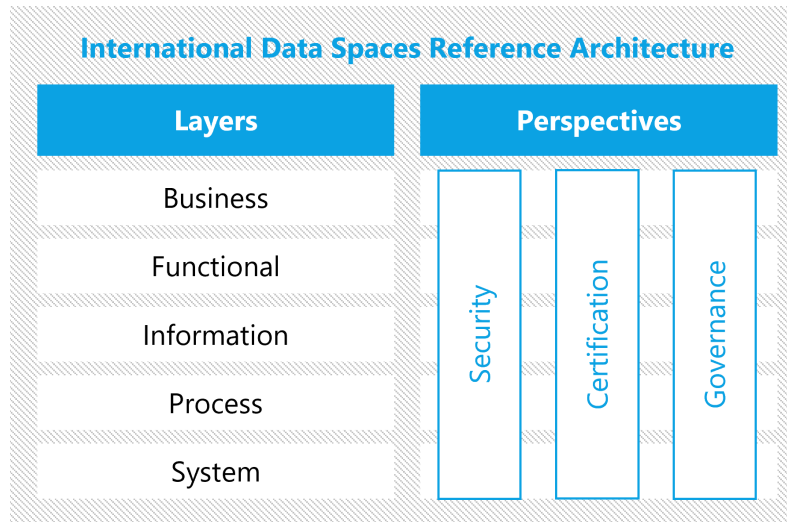 International Data Spaces Reference Architecture
Layers
Perspectives
Business
Functional
Information
Process
System
Security
Certification
Governance